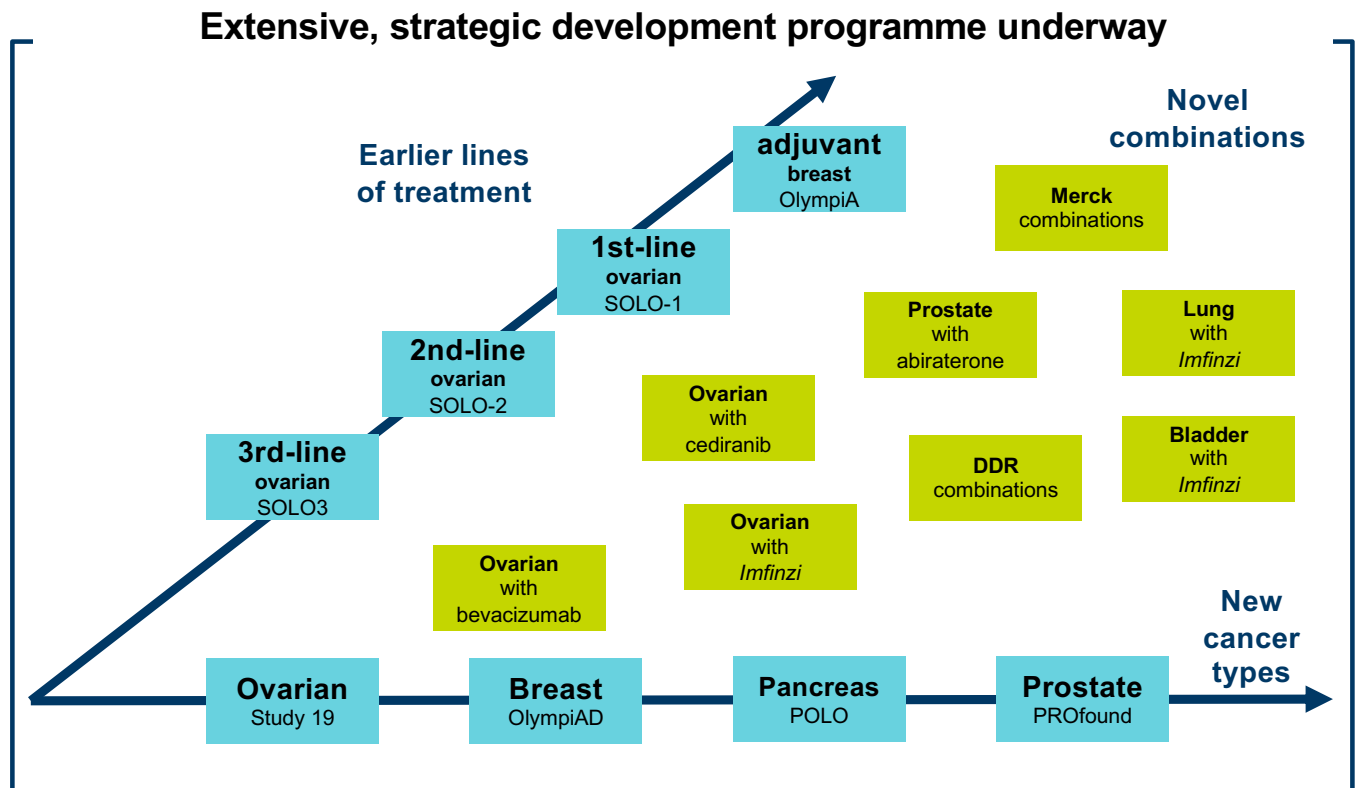 Extensive, strategic development programme underway
Earlier lines
of treatment
Novel
combinations
adjuvant
breast
OlympiA
Merck
combinations
1st-line
ovarian
SOLO-1
Prostate
with
abiraterone
Lung
with
Imfinzi
2nd-line
ovarian
SOLO-2
Ovarian
with
cediranib
Bladder
with
Imfinzi
3rd-line
ovarian
SOLO3
DDR
combinations
Ovarian
with
Imfinzi
Ovarian
with
bevacizumab
New
cancer
types
Ovarian
Study 19
Breast
OlympiAD
Pancreas
POLO
Prostate
PROfound